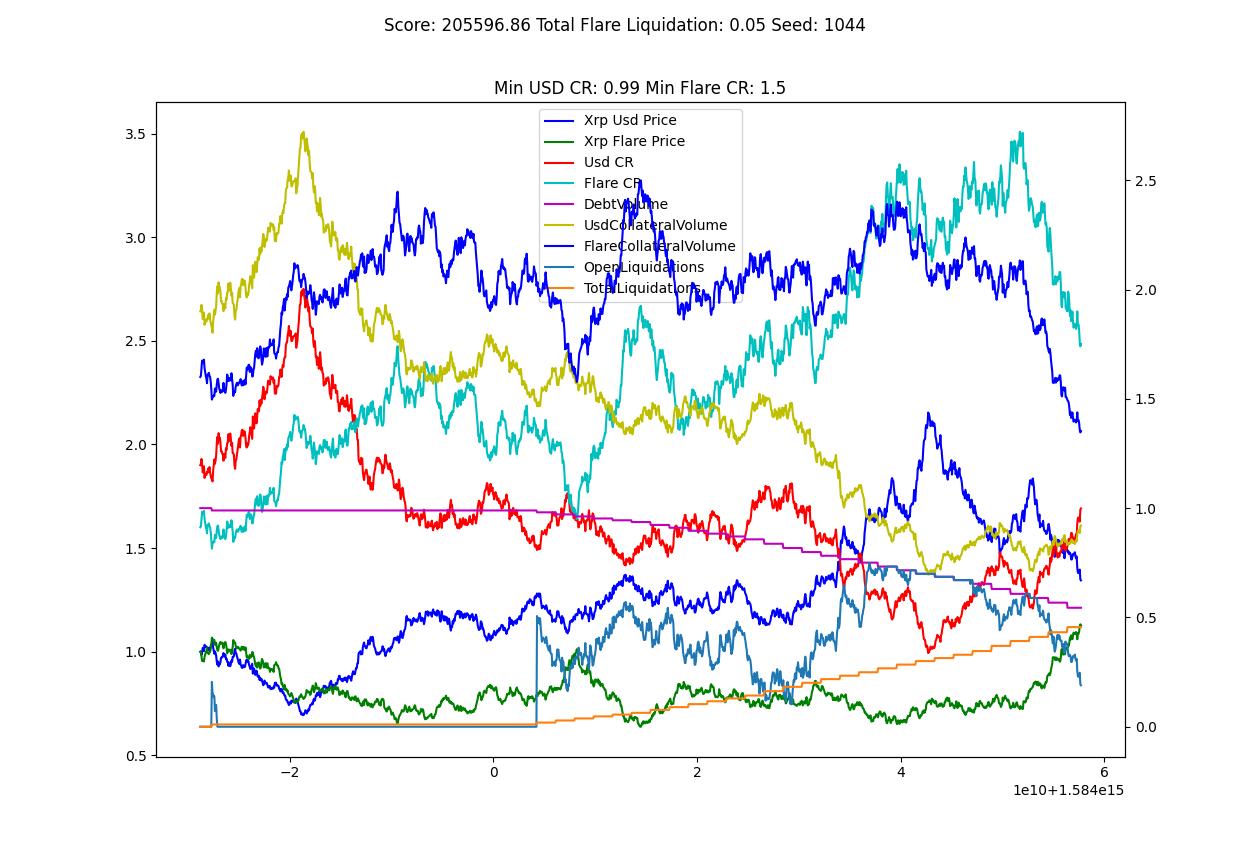 Score: 205596.86 Total Flare Liquidation: 0.05 Seed: 1044
Min USD CR: 0.99 Min Flare CR: 1.5
Xrp Usd Price
Xrp Flare Price
Usd CR
Flare CR
DebtVolume
UsdCollateralVolume
FlareCollateralVolume
OpenLiquidations
TotalLiquidations
3.5
3.0
2.5
2.0
1.5
1.0
0.5
2.5
2.0
1.5
1.0
0.5
0.0
−2 0 2 4 6
1e10+1.584e15